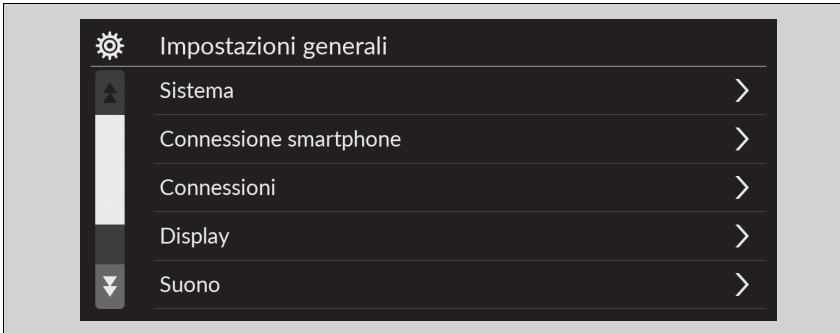 Impostazioni generali
Sistema
Connessione smartphone
Connessioni
Display
Suono